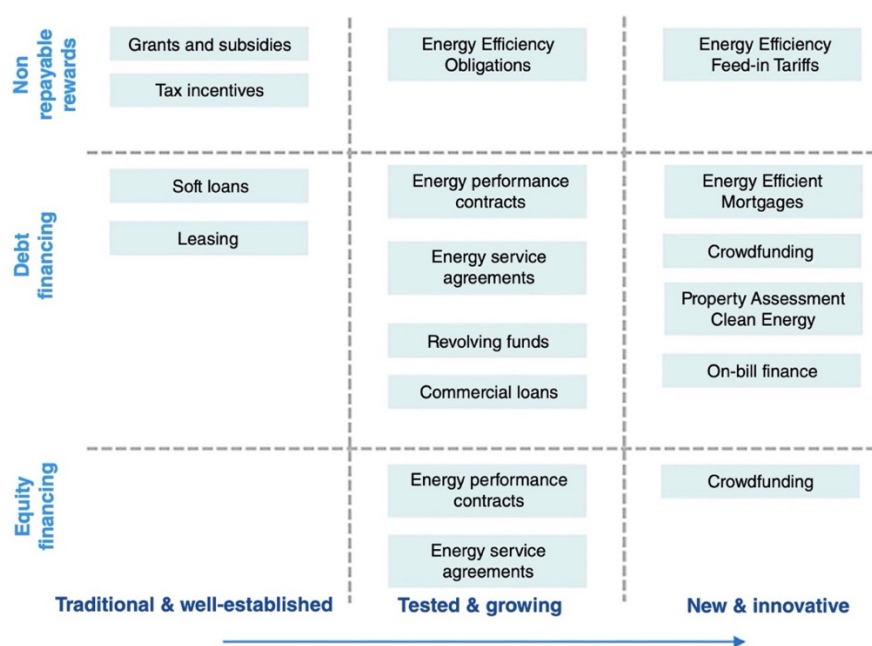 Non
repayable
rewards
Grants and subsidies
Tax incentives
Energy Efficiency
Obligations
Energy Efficiency
Feed-in Tariffs
Debt
financing
Soft loans
Leasing
Energy performance
contracts
Energy service
agreements
Revolving funds
Commercial loans
Energy Efficient
Mortgages
Crowdfunding
Property Assessment
Clean Energy
On-bill finance
Equity
financing
Energy performance
contracts
Energy service
agreements
Crowdfunding
Traditional & well-established
Tested & growing
New & innovative